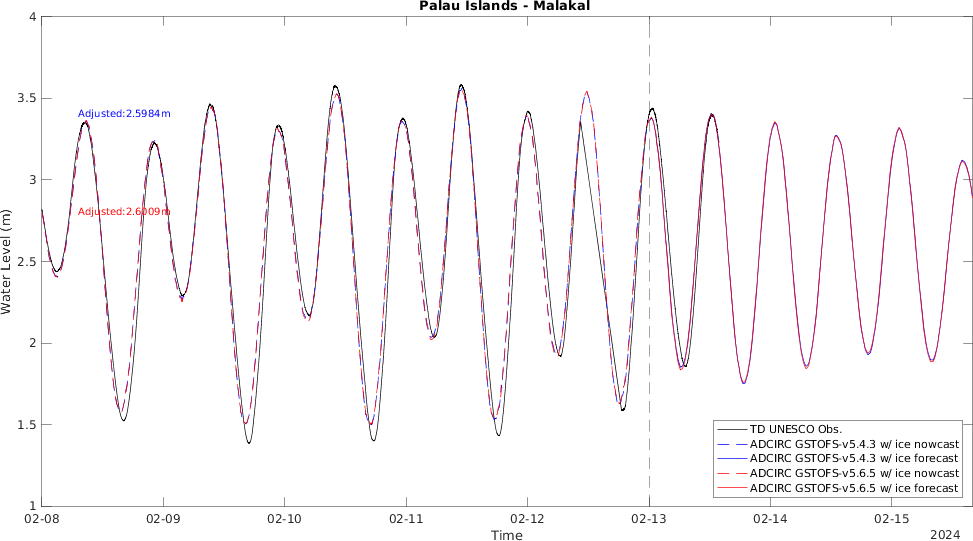 Palau Islands - Malakal
4
3.5
3
2.5
2
1.5
1
Water Level (m)
Adjusted:2.5984m
Adjusted:2.6009m
TD UNESCO Obs.
ADCIRC GSTOFS-v5.4.3 w/ ice nowcast
ADCIRC GSTOFS-v5.4.3 w/ ice forecast
ADCIRC GSTOFS-v5.6.5 w/ ice nowcast
ADCIRC GSTOFS-v5.6.5 w/ ice forecast
02-08 02-09 02-10 02-11 02-12 02-13 02-14 02-15
Time
2024